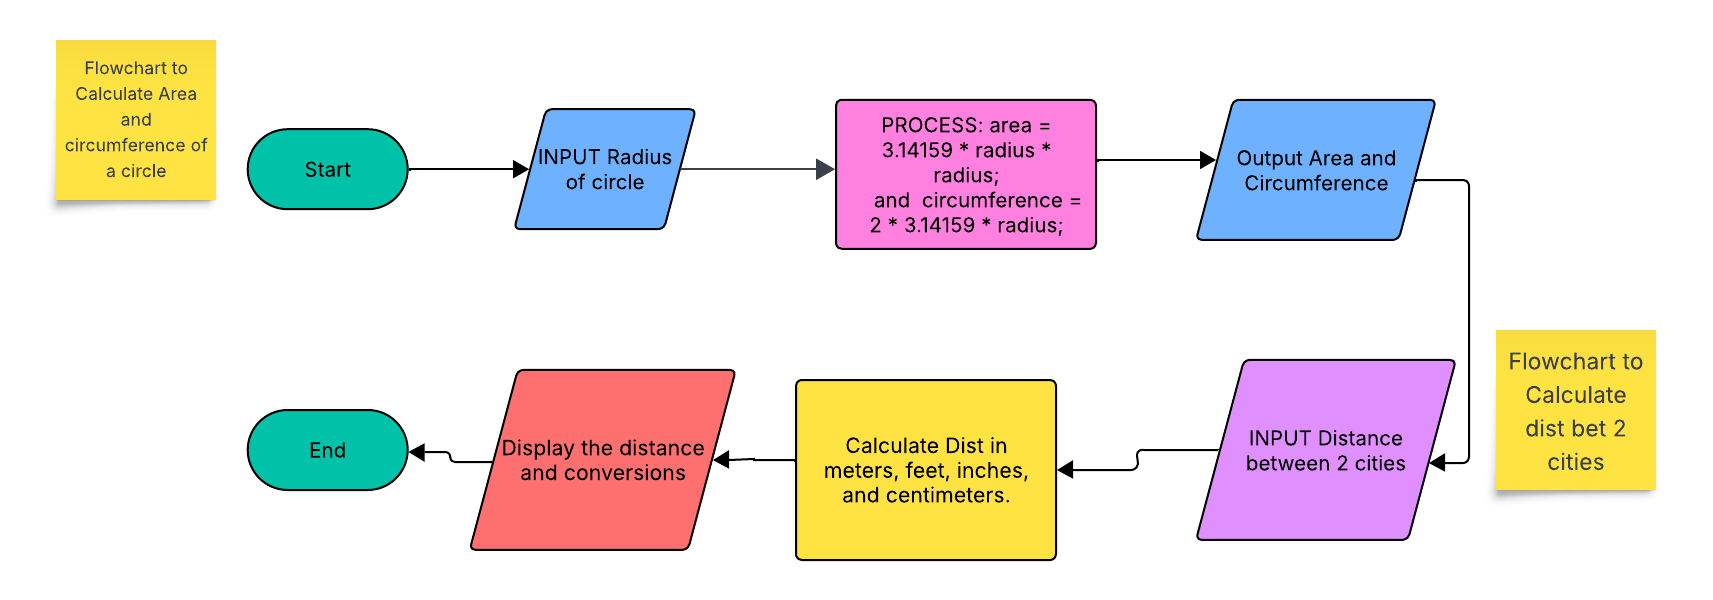 Flowchart to
Calculate Area
and
circumference of
a circle
Start
INPUT Radius
of circle
PROCESS: area =
3.14159 * radius *
radius;
and  circumference =
2 * 3.14159 * radius;
Output Area and
Circumference
Flowchart to
Calculate
dist bet 2
cities
INPUT Distance
between 2 cities
Calculate Dist in
meters, feet, inches,
and centimeters.
Display the distance
and conversions
End